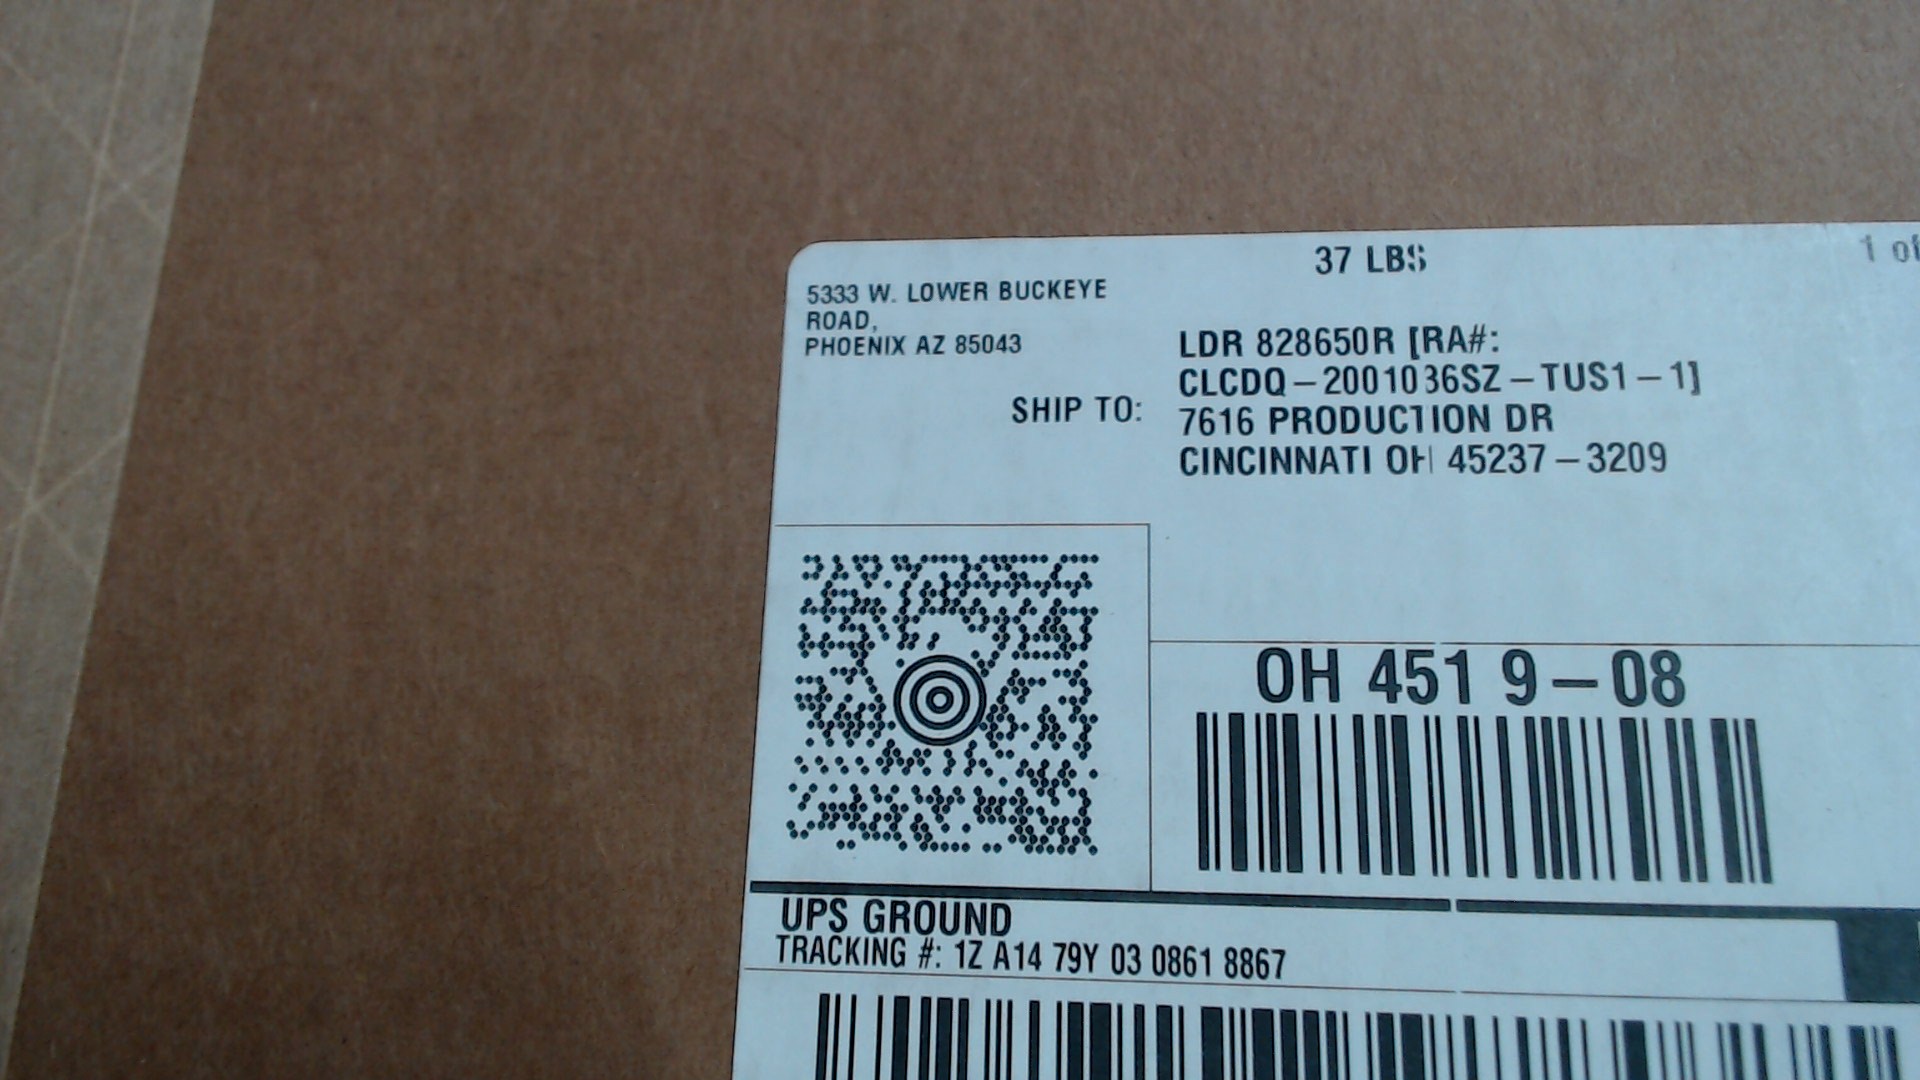 37 LBS
1 of
5333 W. LOWER BUCKEYE
ROAD,
PHOENIX AZ 85043
SHIP TO:
LDR 828650R [RA#:
CLCDQ-2001036SZ-TUS1-1]
7616 PRODUCTION DR
CINCINNATI OH 45237-3209
OH 451 9-08
UPS GROUND
TRACKING #: 1Z A14 79Y 03 0861 8867